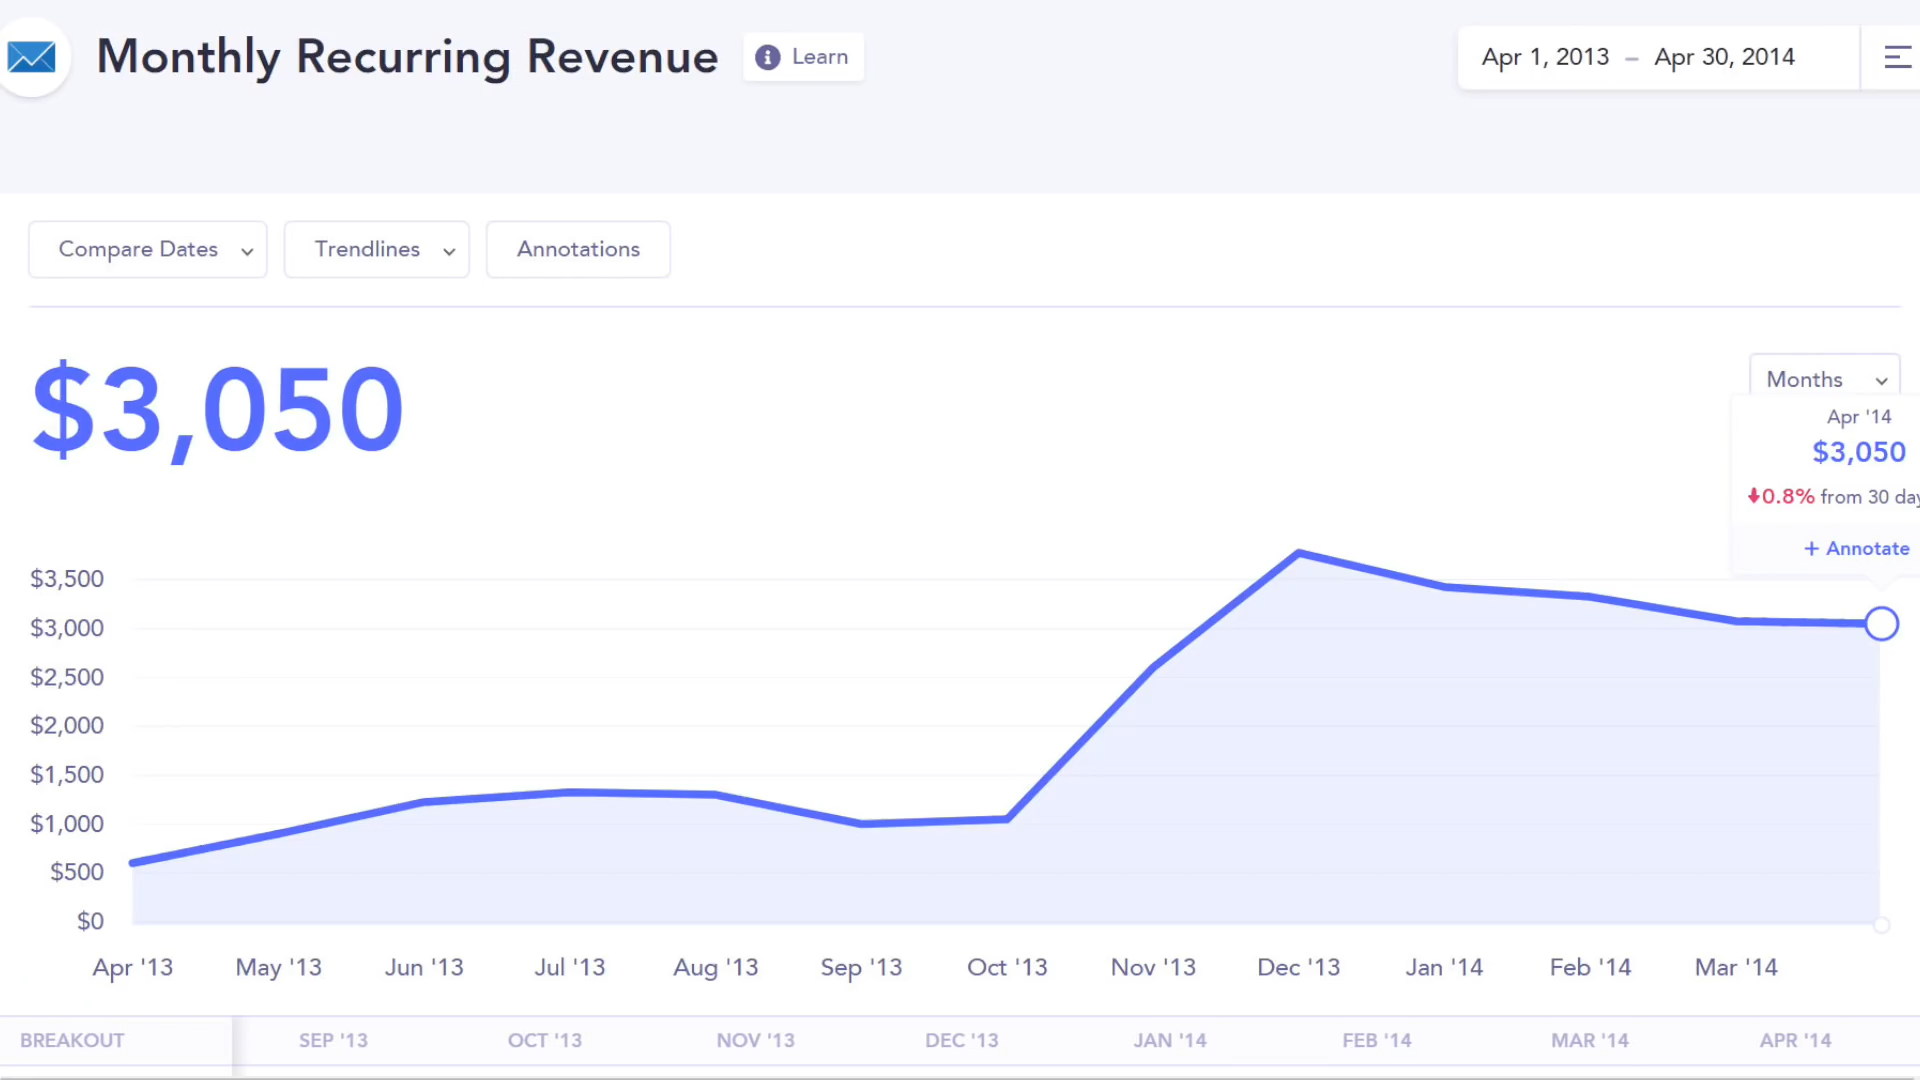 Monthly Recurring Revenue
Learn
Apr 1, 2013 – Apr 30, 2014
Compare Dates
Trendlines
Annotations
$3,050
Months
Apr '14
$3,050
0.8% from 30 day
+ Annotate
$3,500
$3,000
$2,500
$2,000
$1,500
$1,000
$500
$0
Apr '13 May '13 Jun '13 Jul '13 Aug '13 Sep '13 Oct '13 Nov '13 Dec '13 Jan '14 Feb '14 Mar '14
BREAKOUT SEP '13 OCT '13 NOV '13 DEC '13 JAN '14 FEB '14 MAR '14 APR '14